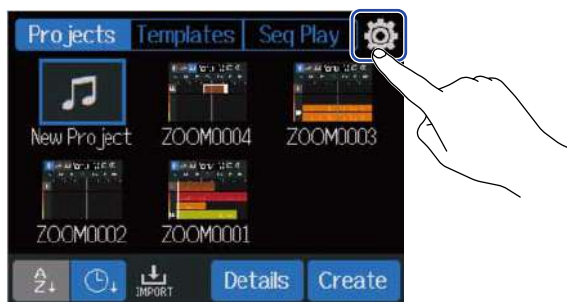 Projects Templates Seq Play
New Project ZOOM0004 ZOOM0003
ZOOM0002 ZOOM0001
A
Z↓ IMPORT Details Create